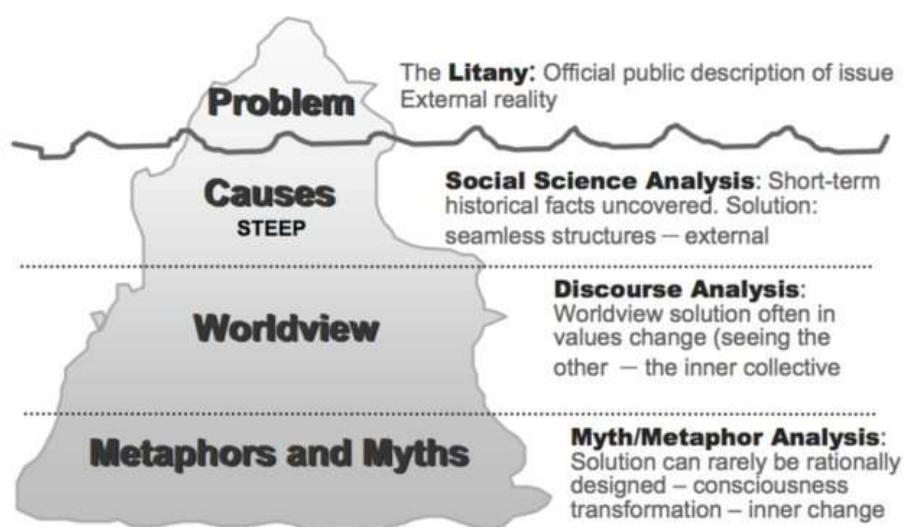 Problem
The Litany: Official public description of issue
External reality
Causes
STEEP
Social Science Analysis: Short-term
historical facts uncovered. Solution:
seamless structures – external
Worldview
Discourse Analysis:
Worldview solution often in
values change (seeing the
other – the inner collective
Metaphors and Myths
Myth/Metaphor Analysis:
Solution can rarely be rationally
designed – consciousness
transformation – inner change